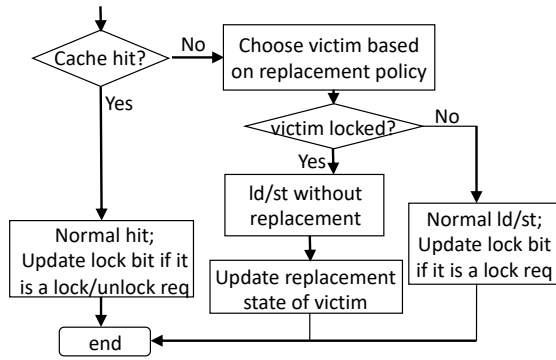 Cache hit?
No
Choose victim based
on replacement policy
Yes
victim locked?
No
Yes
ld/st without
replacement
Normal hit;
Update lock bit if it
is a lock/unlock req
Normal ld/st;
Update lock bit
if it is a lock req
Update replacement
state of victim
end